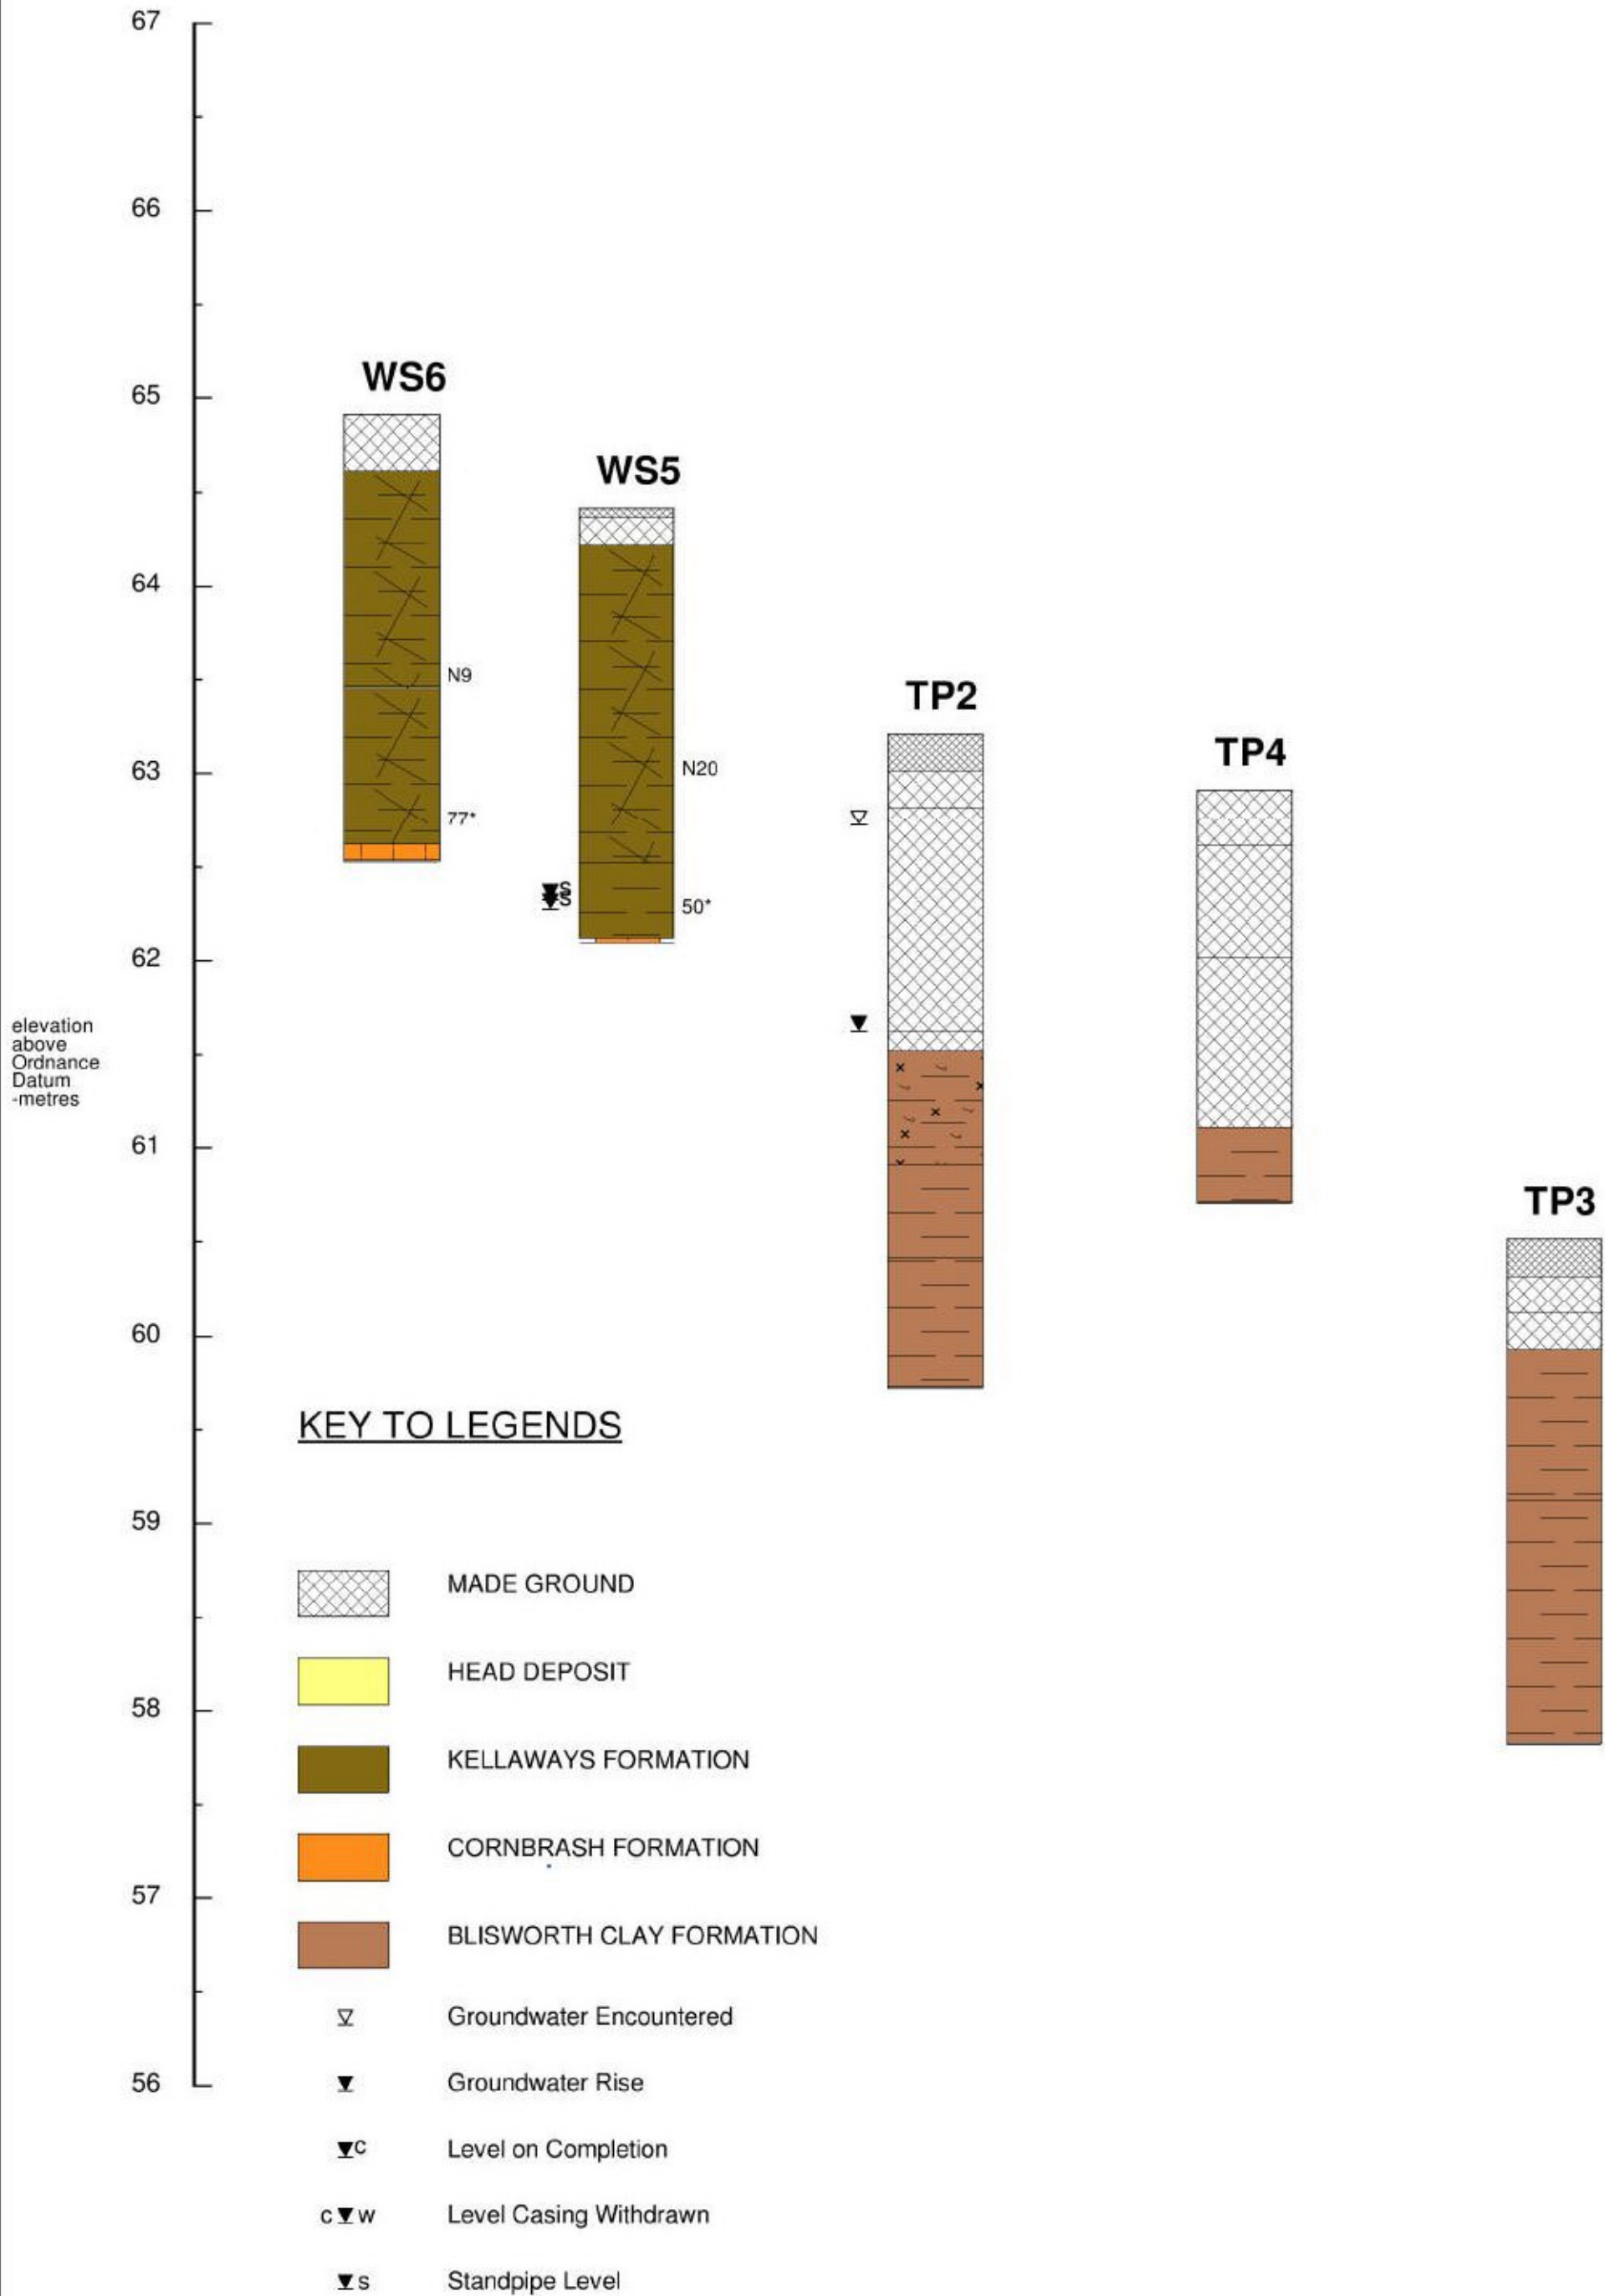 67
66
65
WS6
WS5
64
N9
TP2
63
N20
TP4
77*
S
S
50*
62
elevation
above
Ordnance
Datum
-metres
61
TP3
60
KEY TO LEGENDS
59
MADE GROUND
HEAD DEPOSIT
58
KELLAWAYS FORMATION
CORNBRASH FORMATION
57
BLISWORTH CLAY FORMATION
Groundwater Encountered
56
Groundwater Rise
c Level on Completion
c w Level Casing Withdrawn
s Standpipe Level